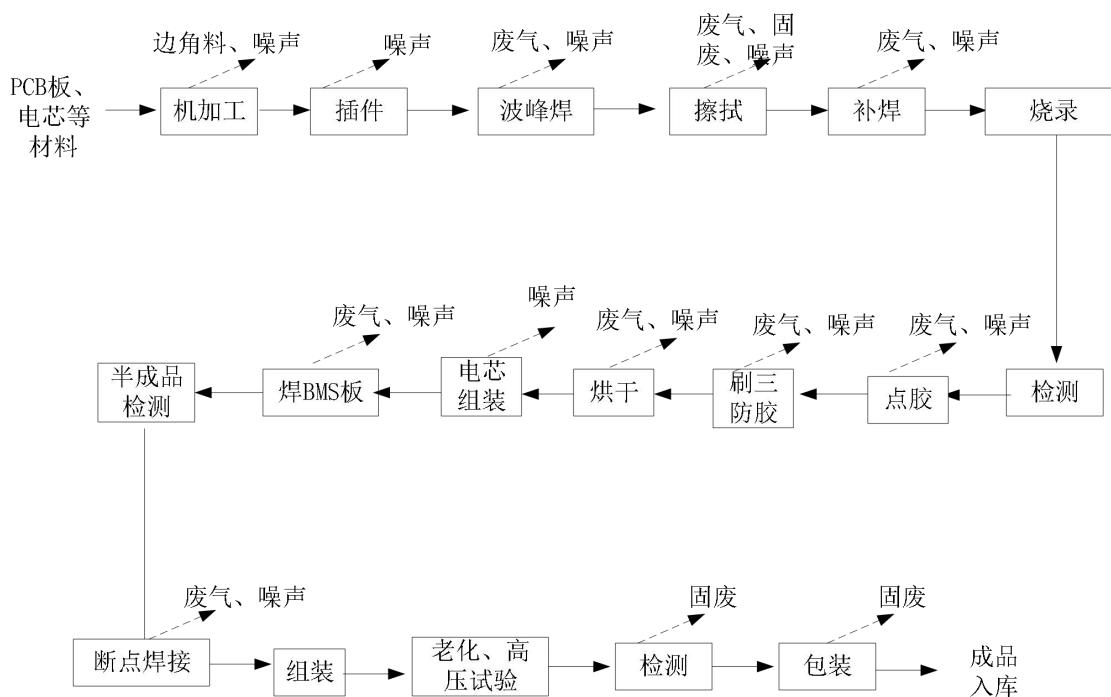 边角料、噪声
噪声
废气、噪声
废气、固
废、噪声
废气、噪声
PCB板、
电芯等
材料
机加工
插件
波峰焊
擦拭
补焊
烧录
废气、噪声
噪声
废气、噪声
废气、噪声
废气、噪声
半成品
检测
焊BMS板
电芯
组装
烘干
刷三
防胶
点胶
检测
废气、噪声
固废
固废
断点焊接
组装
老化、高
压试验
检测
包装
成品
入库